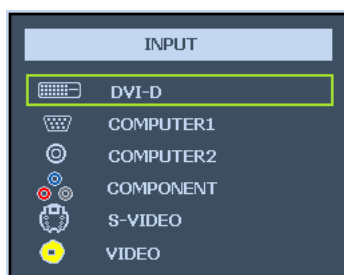 INPUT
DVI-D
COMPUTER1
COMPUTER2
COMPONENT
S-VIDEO
VIDEO